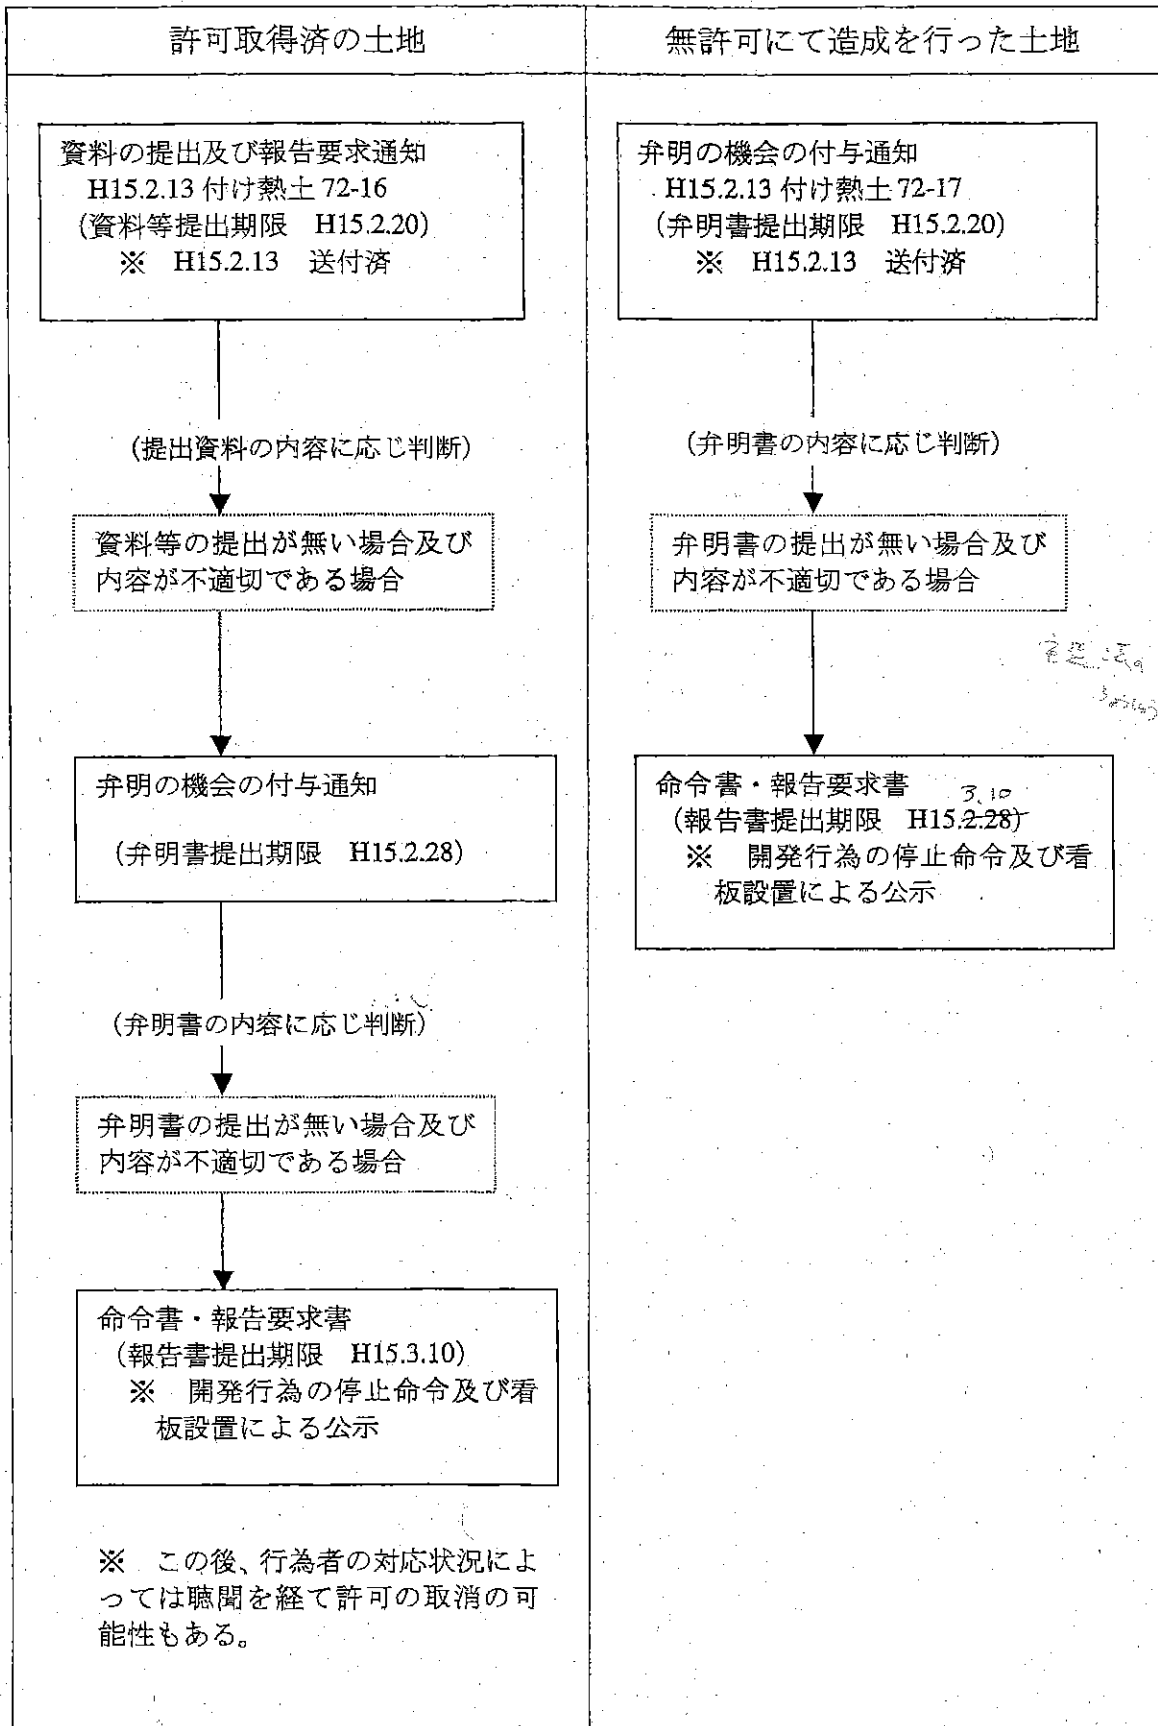 許可取得済の土地
資料の提出及び報告要求通知
H15.2.13 付け熱土 72-16
(資料等提出期限 H15.2.20)
※ H15.2.13 送付済
(提出資料の内容に応じ判断)
資料等の提出が無い場合及び
内容が不適切である場合
弁明の機会の付与通知
(弁明書提出期限 H15.2.28)
(弁明書の内容に応じ判断)
弁明書の提出が無い場合及び
内容が不適切である場合
命令書・報告要求書
(報告書提出期限 H15.3.10)
※ 開発行為の停止命令及び看
板設置による公示
※ この後、行為者の対応状況によ
っては聴聞を経て許可の取消の可
能性もある。
無許可にて造成を行った土地
弁明の機会の付与通知
H15.2.13 付け熱土 72-17
(弁明書提出期限 H15.2.20)
※ H15.2.13 送付済
(弁明書の内容に応じ判断)
弁明書の提出が無い場合及び
内容が不適切である場合
命令書・報告要求書
3.10
(報告書提出期限 H15.2.28)
※ 開発行為の停止命令及び看
板設置による公示